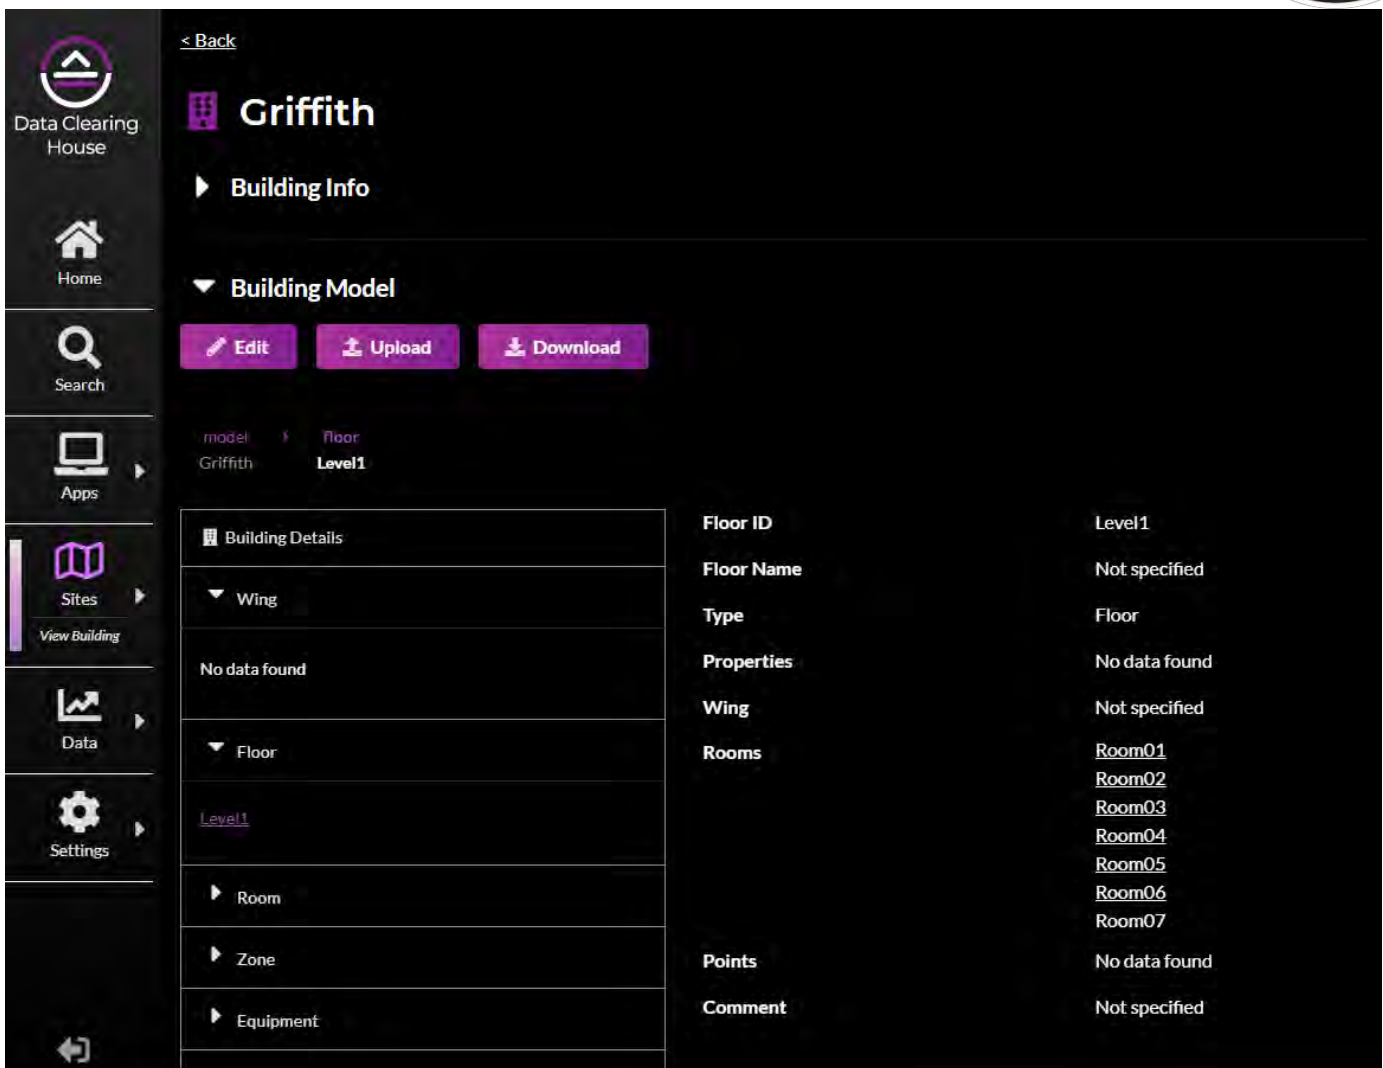 Data Clearing
House
Home
Search
Apps
Sites
View Building
Data
Settings
< Back
Griffith
Building Info
Building Model
Edit
Upload
Download
model
floor
Griffith
Level1
Building Details
Wing
No data found
Floor
Level1
Room
Zone
Equipment
Floor ID
Level1
Floor Name
Not specified
Type
Floor
Properties
No data found
Wing
Not specified
Rooms
Room01
Room02
Room03
Room04
Room05
Room06
Room07
Points
No data found
Comment
Not specified